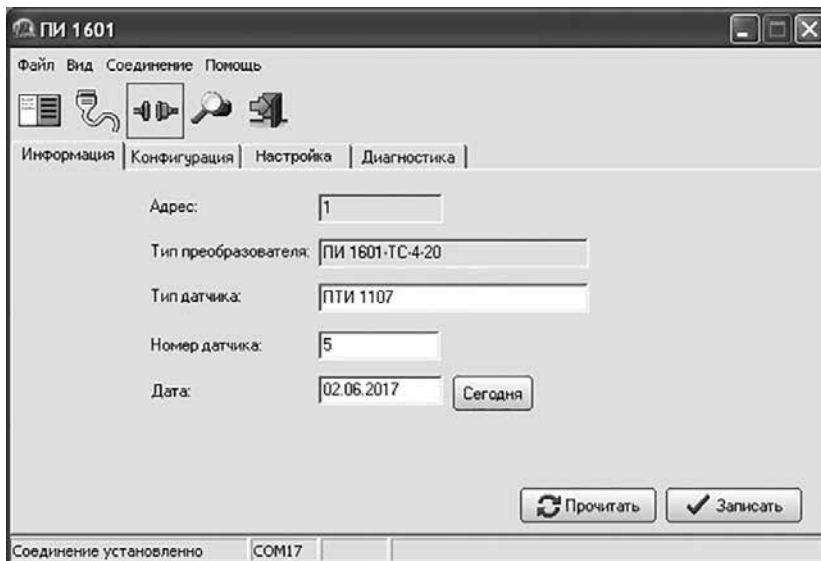 ПИ 1601
Файл Вид Соединение Помощь
Информация Конфигурация Настройка Диагностика
Адрес: 1
Тип преобразователя: ПИ 1601-ТС-4-20
Тип датчика: ПТИ 1107
Номер датчика: 5
Дата: 02.06.2017 Сегодня
Прочитать Записать
Соединение установленно COM17